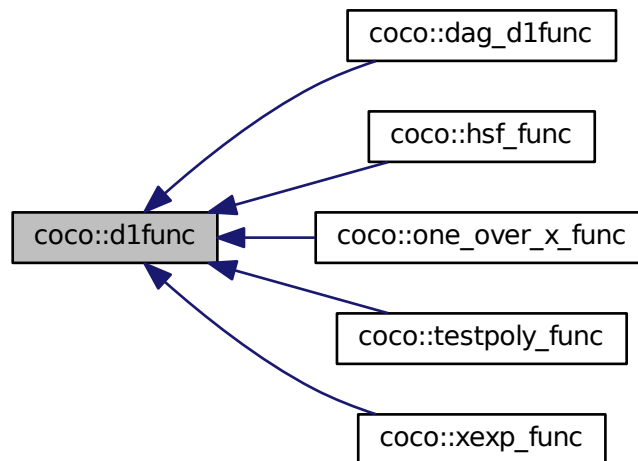 coco::dag_d1func
coco::hsf_func
coco::d1func
coco::one_over_x_func
coco::testpoly_func
coco::xexp_func